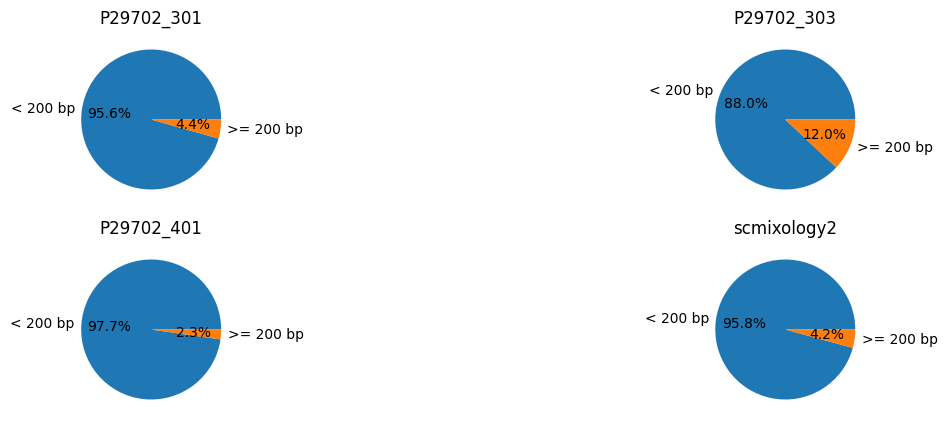 P29702_301
< 200 bp
95.6%
4.4%
>= 200 bp
P29702_303
< 200 bp
88.0%
12.0%
>= 200 bp
P29702_401
< 200 bp
97.7%
2.3%
>= 200 bp
scmixology2
< 200 bp
95.8%
4.2%
>= 200 bp